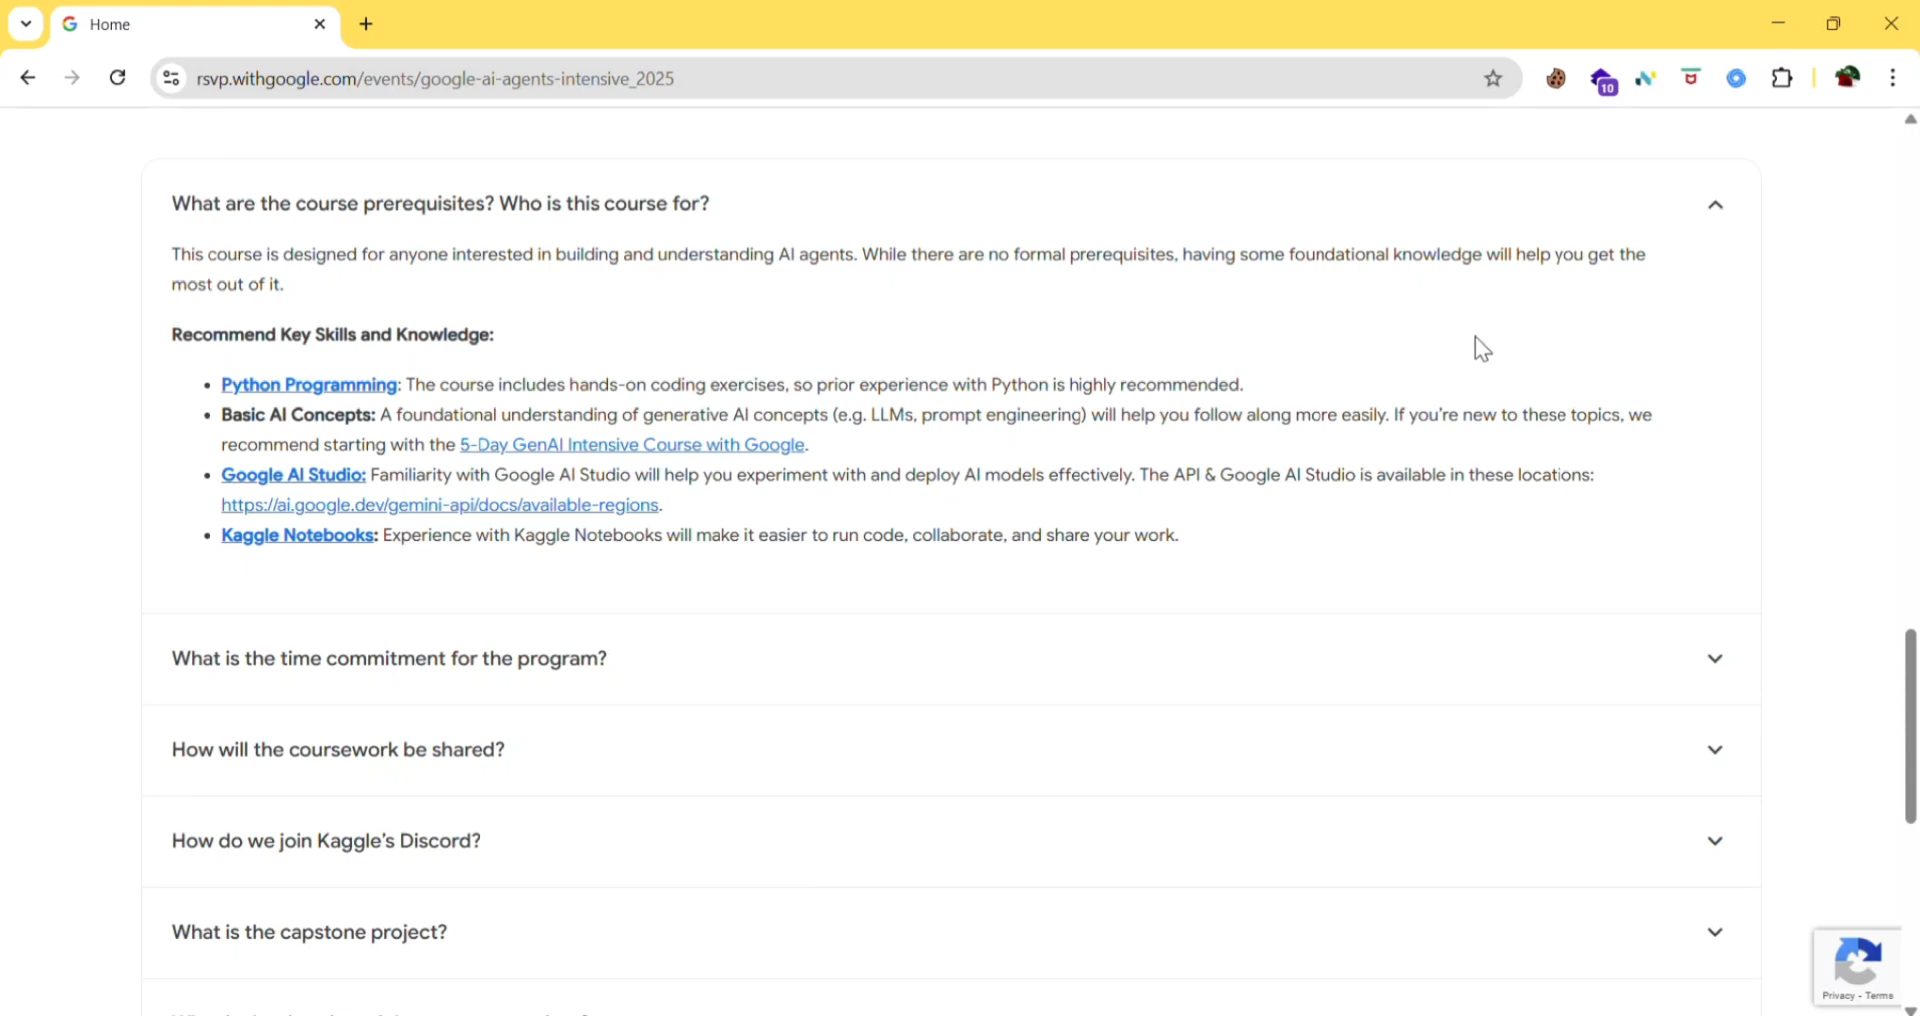 Home
rsvp.withgoogle.com/events/google-ai-agents-intensive_2025
10
What are the course prerequisites? Who is this course for?
This course is designed for anyone interested in building and understanding AI agents. While there are no formal prerequisites, having some foundational knowledge will help you get the
most out of it.
Recommend Key Skills and Knowledge:
• Python Programming: The course includes hands-on coding exercises, so prior experience with Python is highly recommended.
• Basic AI Concepts: A foundational understanding of generative AI concepts (e.g. LLMs, prompt engineering) will help you follow along more easily. If you're new to these topics, we
recommend starting with the 5-Day GenAI Intensive Course with Google.
• Google AI Studio: Familiarity with Google AI Studio will help you experiment with and deploy AI models effectively. The API & Google AI Studio is available in these locations:
https://ai.google.dev/gemini-api/docs/available-regions.
• Kaggle Notebooks: Experience with Kaggle Notebooks will make it easier to run code, collaborate, and share your work.
What is the time commitment for the program?
How will the coursework be shared?
How do we join Kaggle's Discord?
What is the capstone project?
Privacy - Terms